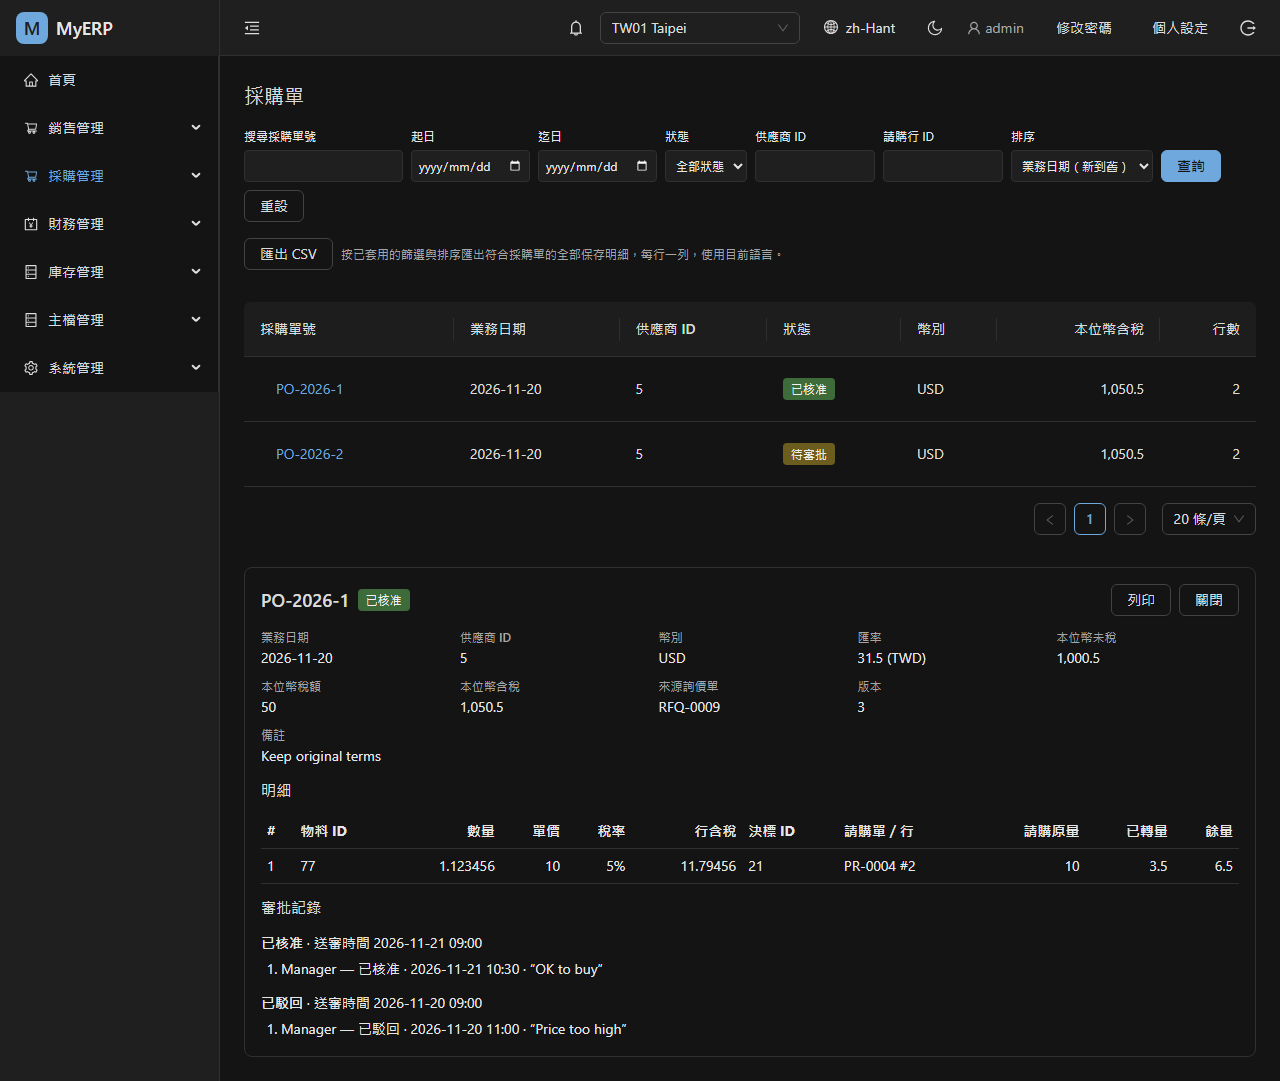 M MyERP
TW01 Taipei
zh-Hant
admin
修改密碼
個人設定
首頁
銷售管理
採購管理
財務管理
庫存管理
主檔管理
系統管理
採購單
搜尋採購單號 起日 迄日 狀態 供應商 ID 請購行 ID 排序
yyyy/mm/dd yyyy/mm/dd 全部狀態 業務日期（新到舊） 查詢
重設
匯出 CSV 按已套用的篩選與排序匯出符合採購單的全部保存明細，每行一列，使用目前語言。
採購單號 業務日期 供應商 ID 狀態 幣別 本位幣含稅 行數
PO-2026-1 2026-11-20 5 已核准 USD 1,050.5 2
PO-2026-2 2026-11-20 5 待審批 USD 1,050.5 2
< 1 > 20 條/頁
PO-2026-1 已核准 列印 關閉
業務日期 供應商 ID 幣別 匯率 本位幣未稅
2026-11-20 5 USD 31.5 (TWD) 1,000.5
本位幣稅額 本位幣含稅 來源詢價單 版本
50 1,050.5 RFQ-0009 3
備註
Keep original terms
明細
# 物料 ID 數量 單價 稅率 行含稅 決標 ID 請購單 / 行 請購原量 已轉量 餘量
1 77 1.123456 10 5% 11.79456 21 PR-0004 #2 10 3.5 6.5
審批記錄
已核准 · 送審時間 2026-11-21 09:00
1. Manager — 已核准 · 2026-11-21 10:30 · “OK to buy”
已駁回 · 送審時間 2026-11-20 09:00
1. Manager — 已駁回 · 2026-11-20 11:00 · “Price too high”